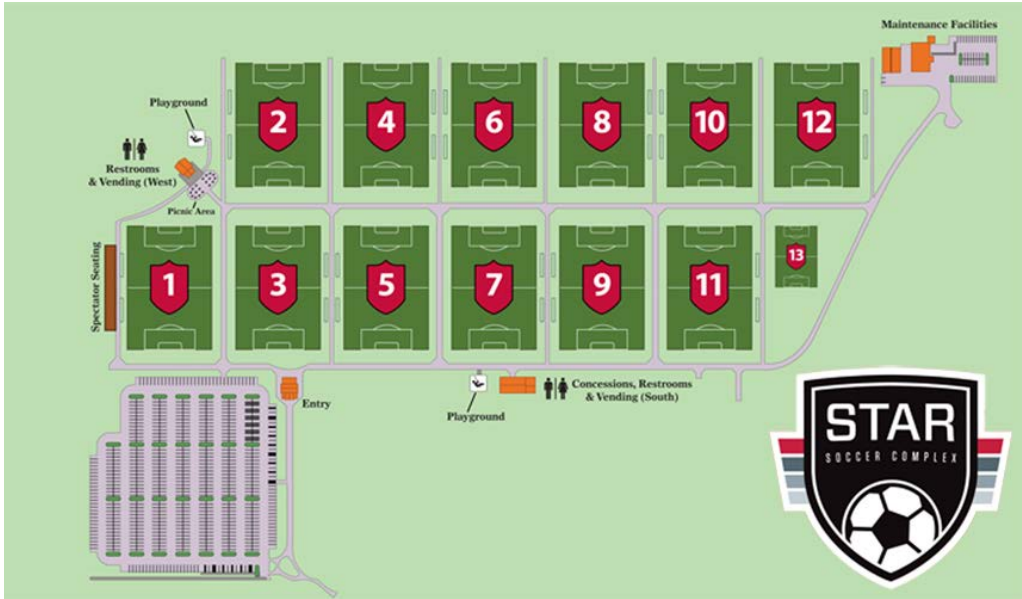 Maintenance Facilities
Playground
2
4
6
8
10
12
Restrooms
& Vending (West)
Picnic Area
Spectator Seating
1
3
5
7
9
11
13
Entry
Playground
Concessions, Restrooms
& Vending (South)
STAR
SOCCER COMPLEX